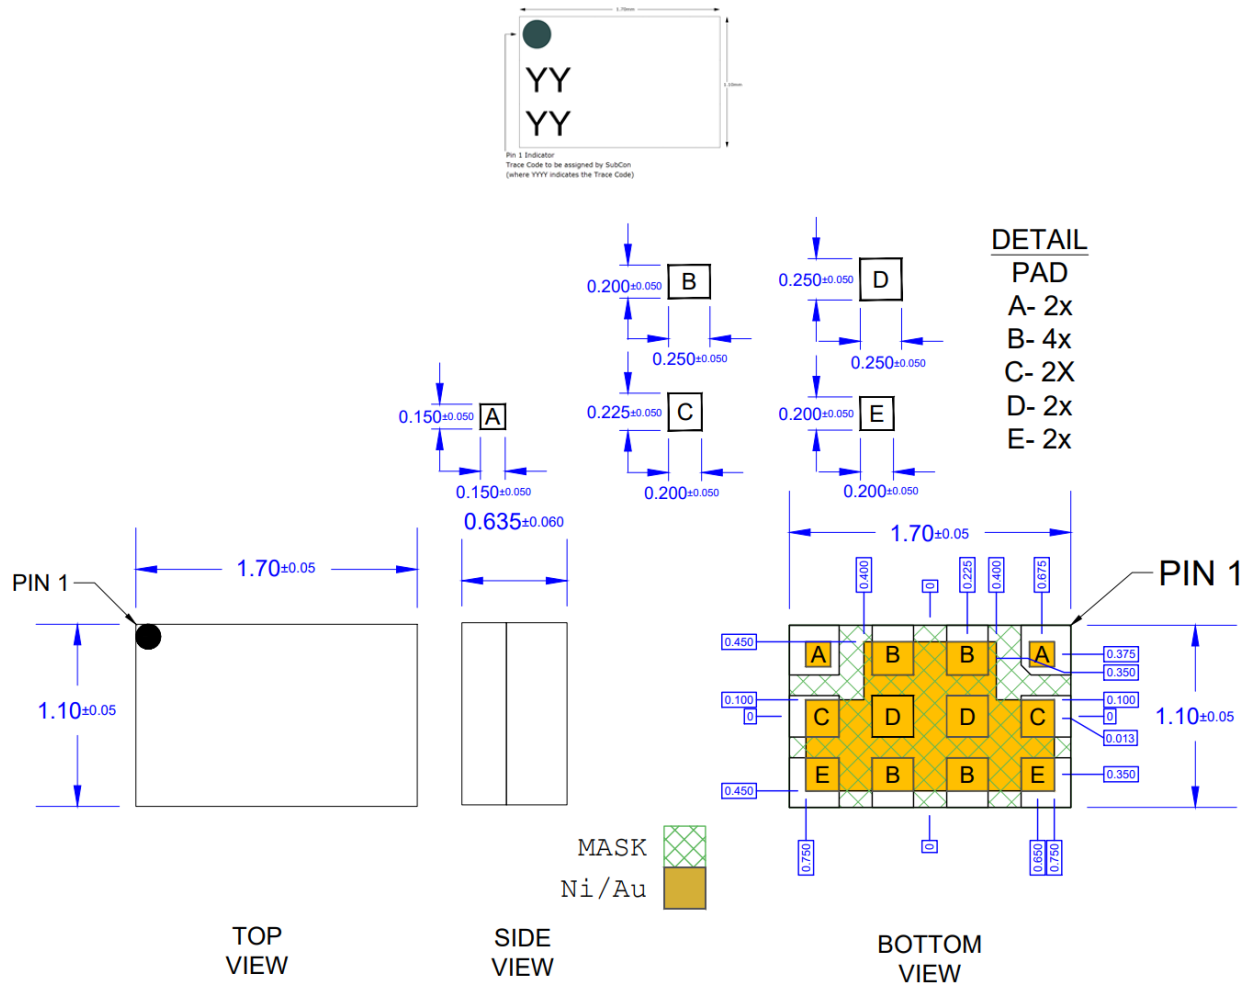 1.70mm
YY
YY
1.10mm
Pin 1 Indicator
Trace Code to be assigned by SubCon
(where YYYY indicates the Trace Code)
DETAIL
PAD
A- 2x
B- 4x
C- 2X
D- 2x
E- 2x
0.200±0.050
B
0.250±0.050
0.250±0.050
D
0.250±0.050
0.150±0.050
A
0.150±0.050
0.225±0.050
C
0.200±0.050
0.200±0.050
E
0.200±0.050
0.635±0.060
1.70±0.05
PIN 1
1.10±0.05
1.70±0.05
PIN 1
0.400
0
0.225
0.400
0.675
0.450
A
B
B
A
0.375
0.350
0.100
0.100
0
C
D
D
C
0
0.013
1.10±0.05
E
B
B
E
0.350
0.450
0.750
0
0.650
0.750
MASK
Ni/Au
TOP
VIEW
SIDE
VIEW
BOTTOM
VIEW